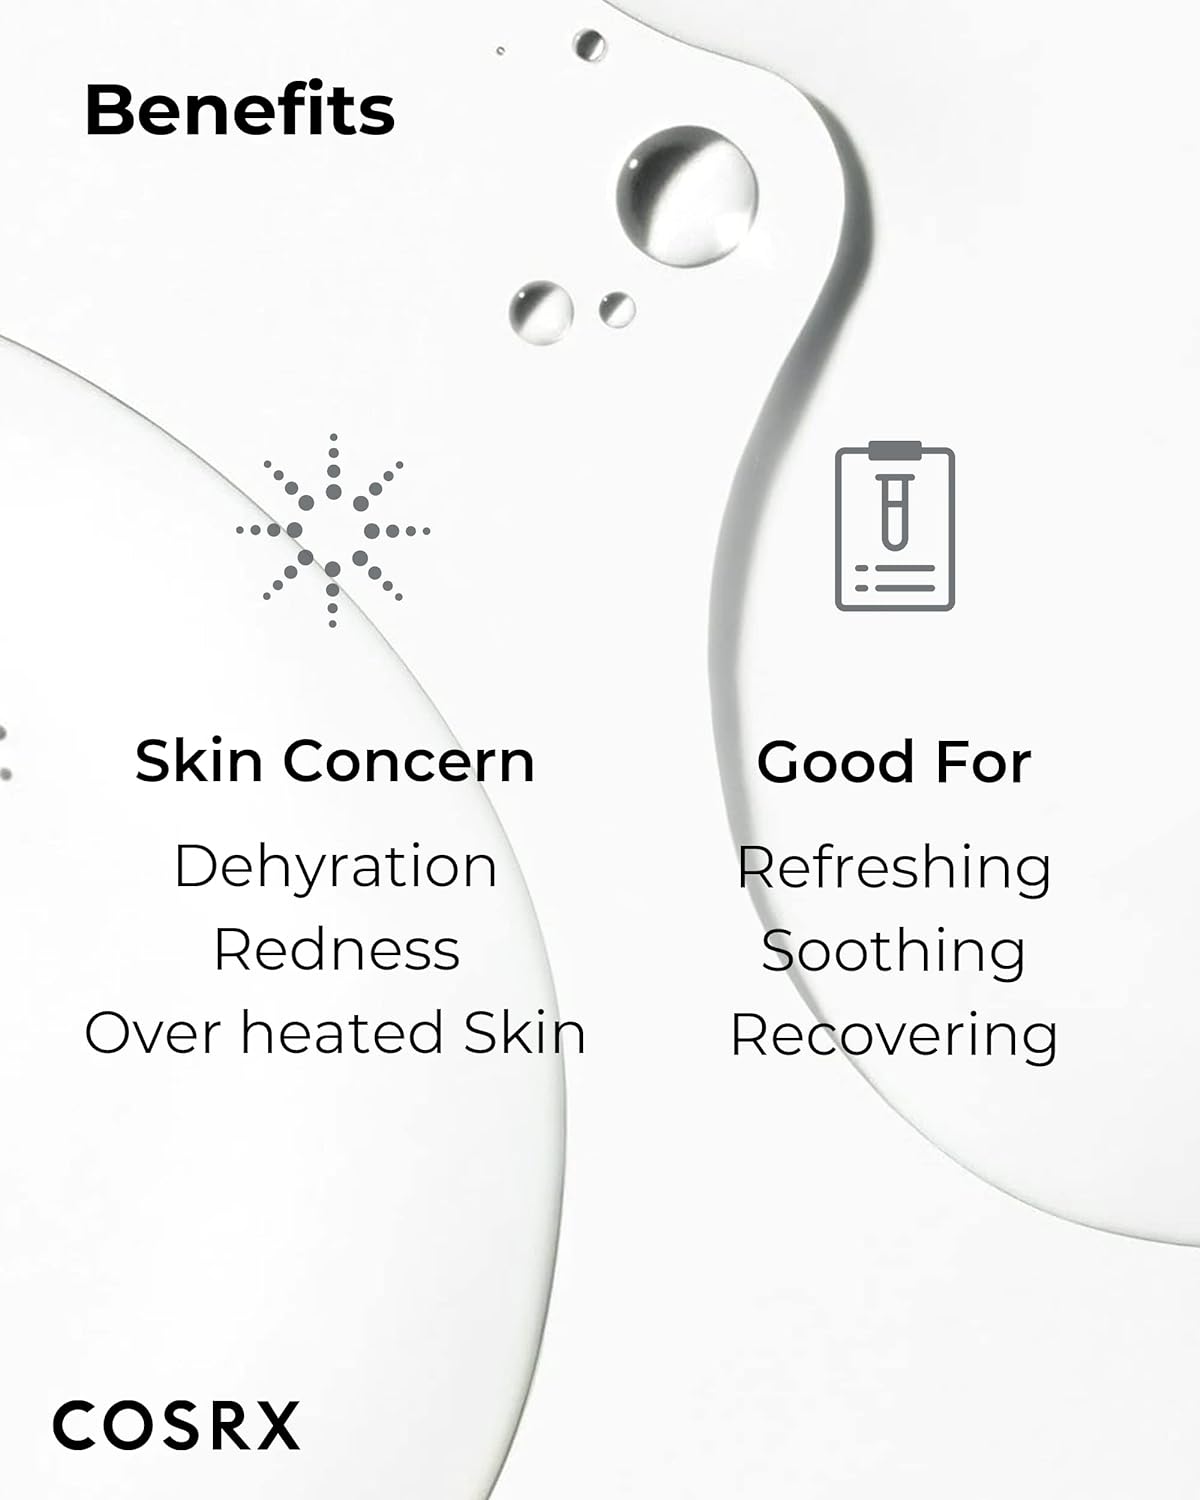 Benefits
Skin Concern
Dehyration
Redness
Over heated Skin
Good For
Refreshing
Soothing
Recovering
COSRX